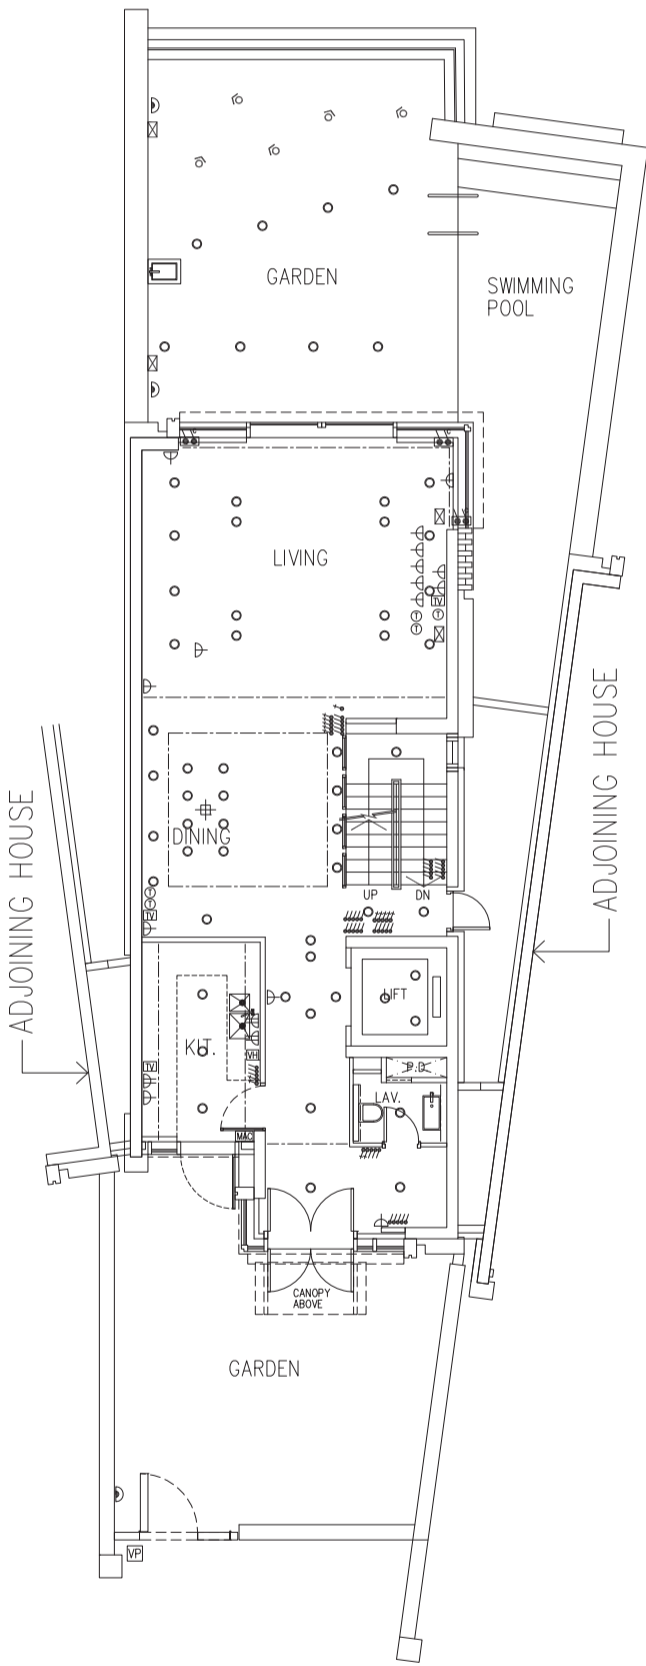 GARDEN
SWIMMING
POOL
LIVING
TV
T
T
T
ADJOINING HOUSE
DINING
ADJOINING HOUSE
UP
DN
T
T
TV
LIFT
KIT.
VH
TV
P.D
LAV.
MAC
CANOPY
ABOVE
GARDEN
VP